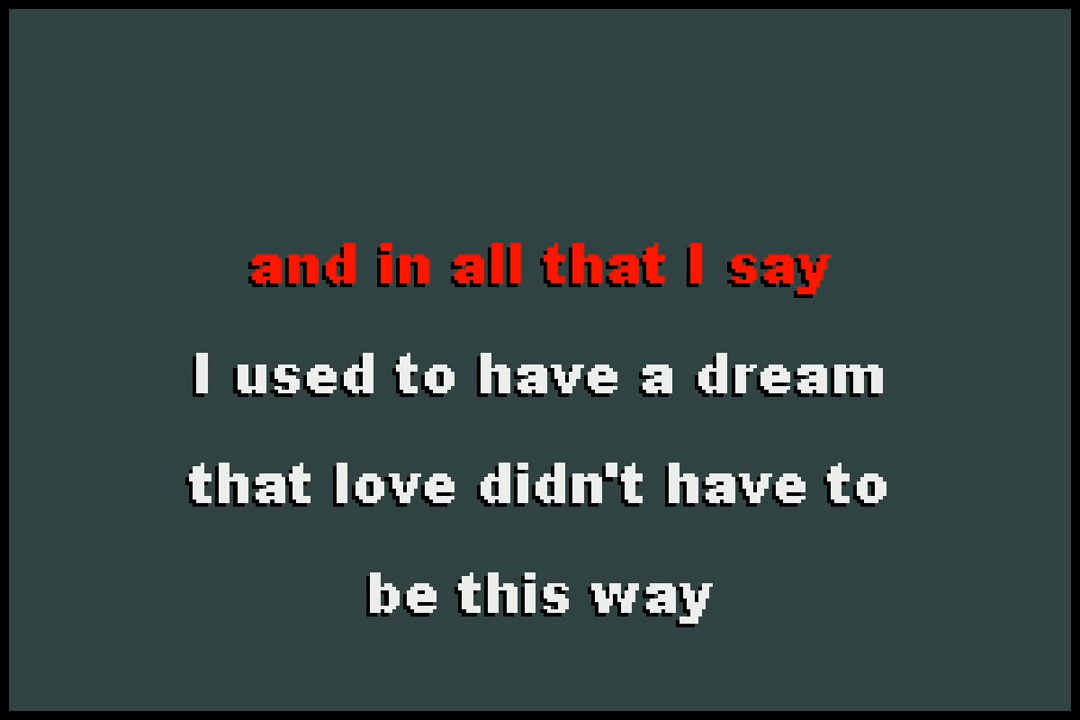 and in all that I say
I used to have a dream
that love didn't have to
be this way